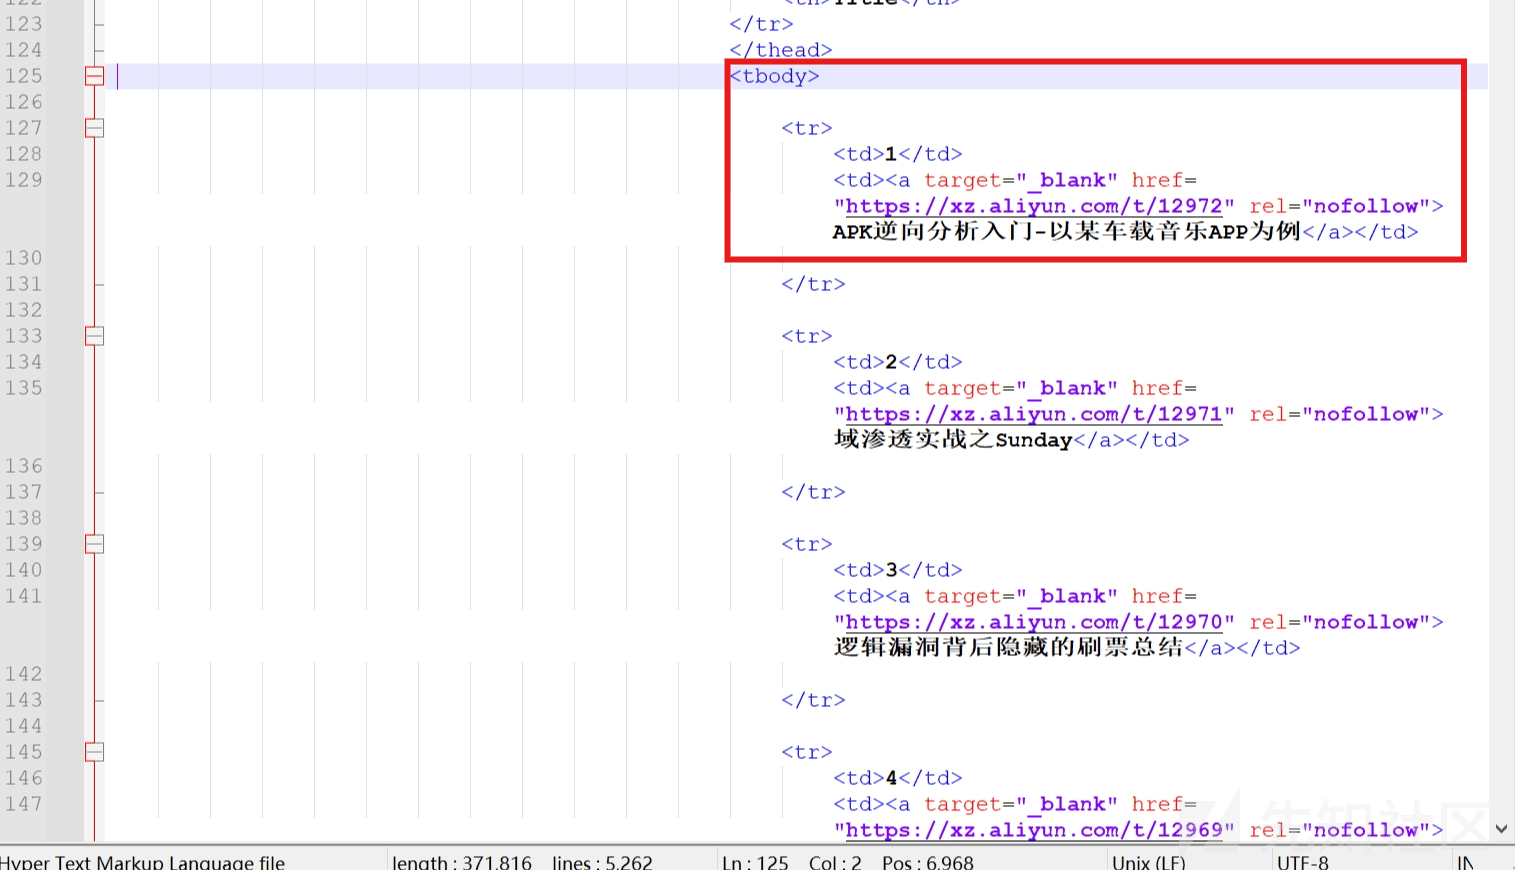 122 <th>Title</th>
123 </tr>
124 </thead>
125 <tbody>
126
127 <tr>
128 <td>1</td>
129 <td><a target="_blank" href=
"https://xz.aliyun.com/t/12972" rel="nofollow">
APK逆向分析入门-以某车载音乐APP为例</a></td>
130
131 </tr>
132
133 <tr>
134 <td>2</td>
135 <td><a target="_blank" href=
"https://xz.aliyun.com/t/12971" rel="nofollow">
域渗透实战之Sunday</a></td>
136
137 </tr>
138
139 <tr>
140 <td>3</td>
141 <td><a target="_blank" href=
"https://xz.aliyun.com/t/12970" rel="nofollow">
逻辑漏洞背后隐藏的刷票总结</a></td>
142
143 </tr>
144
145 <tr>
146 <td>4</td>
147 <td><a target="_blank" href=
"https://xz.aliyun.com/t/12969" rel="nofollow">
先知社区
Hyper Text Markup Language file length : 371,816 lines : 5,262 Ln : 125 Col : 2 Pos : 6,968 Unix (LF) UTF-8 IN